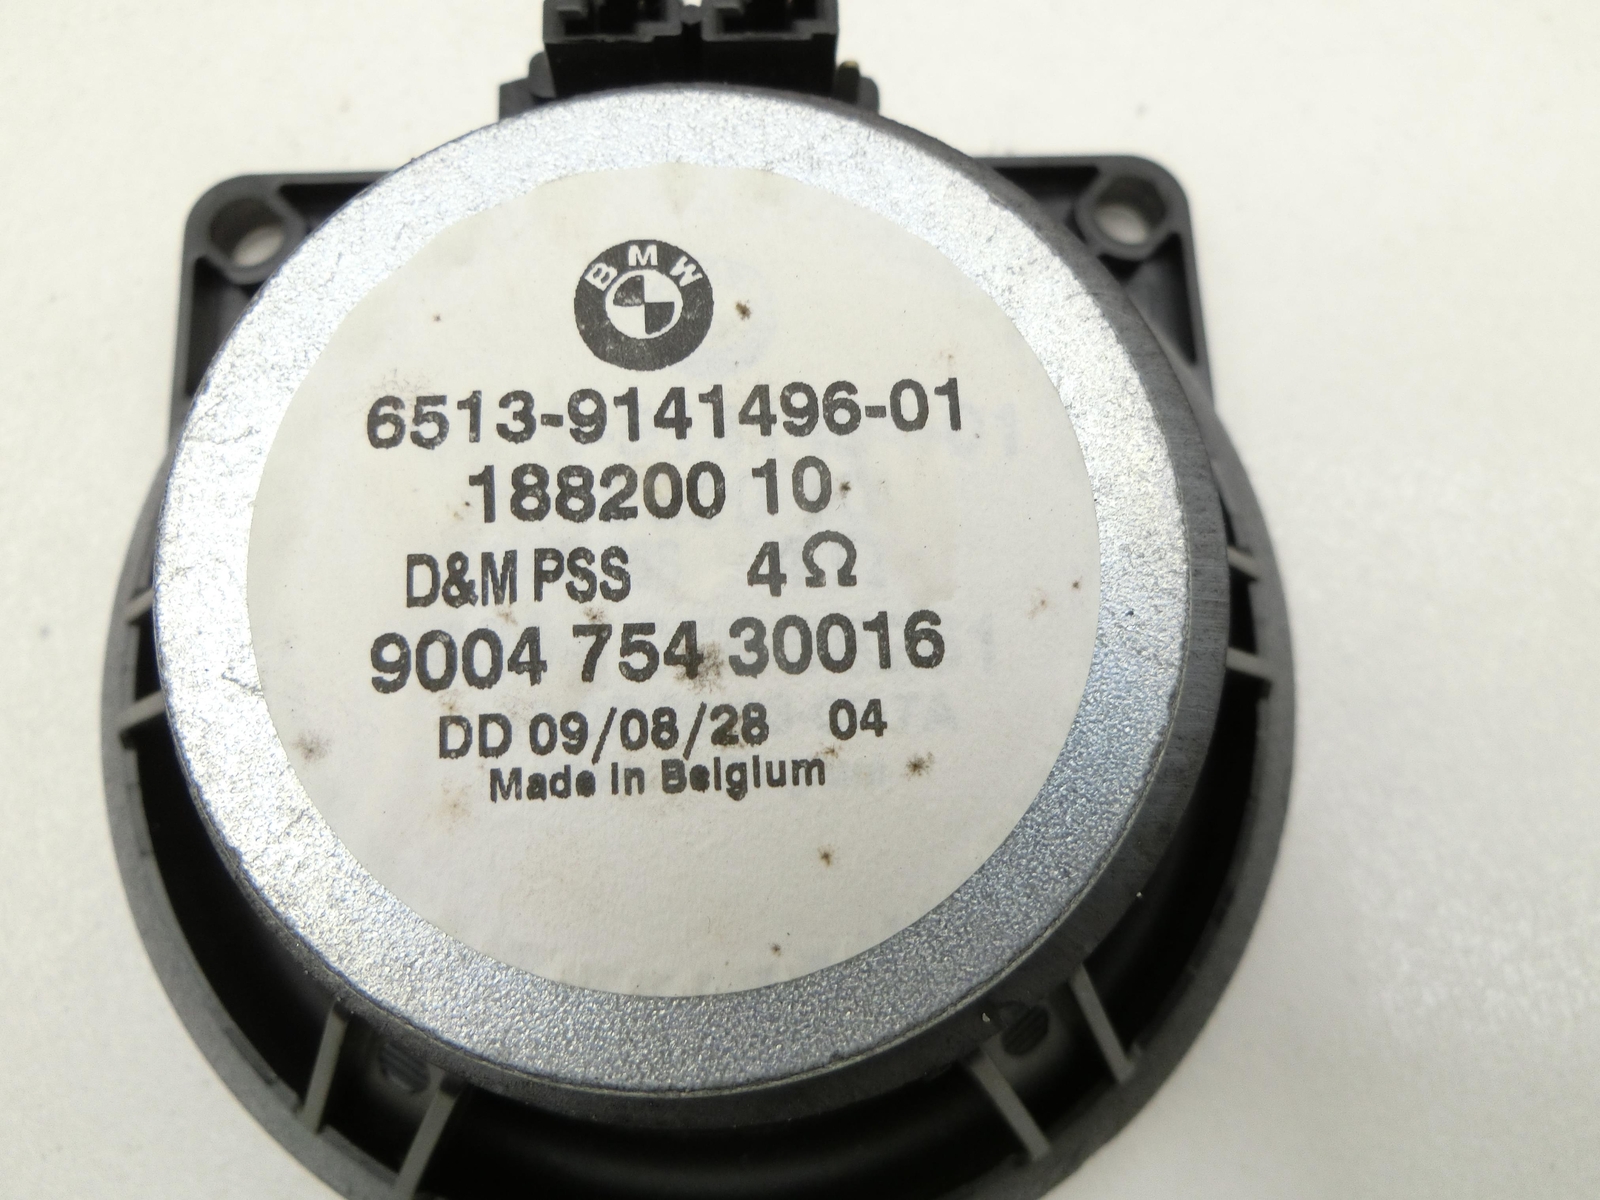 BMW
6513-9141496-01
188200 10
D&M PSS 4Ω
9004 754 30016
DD 09/08/28 04
Made In Belgium